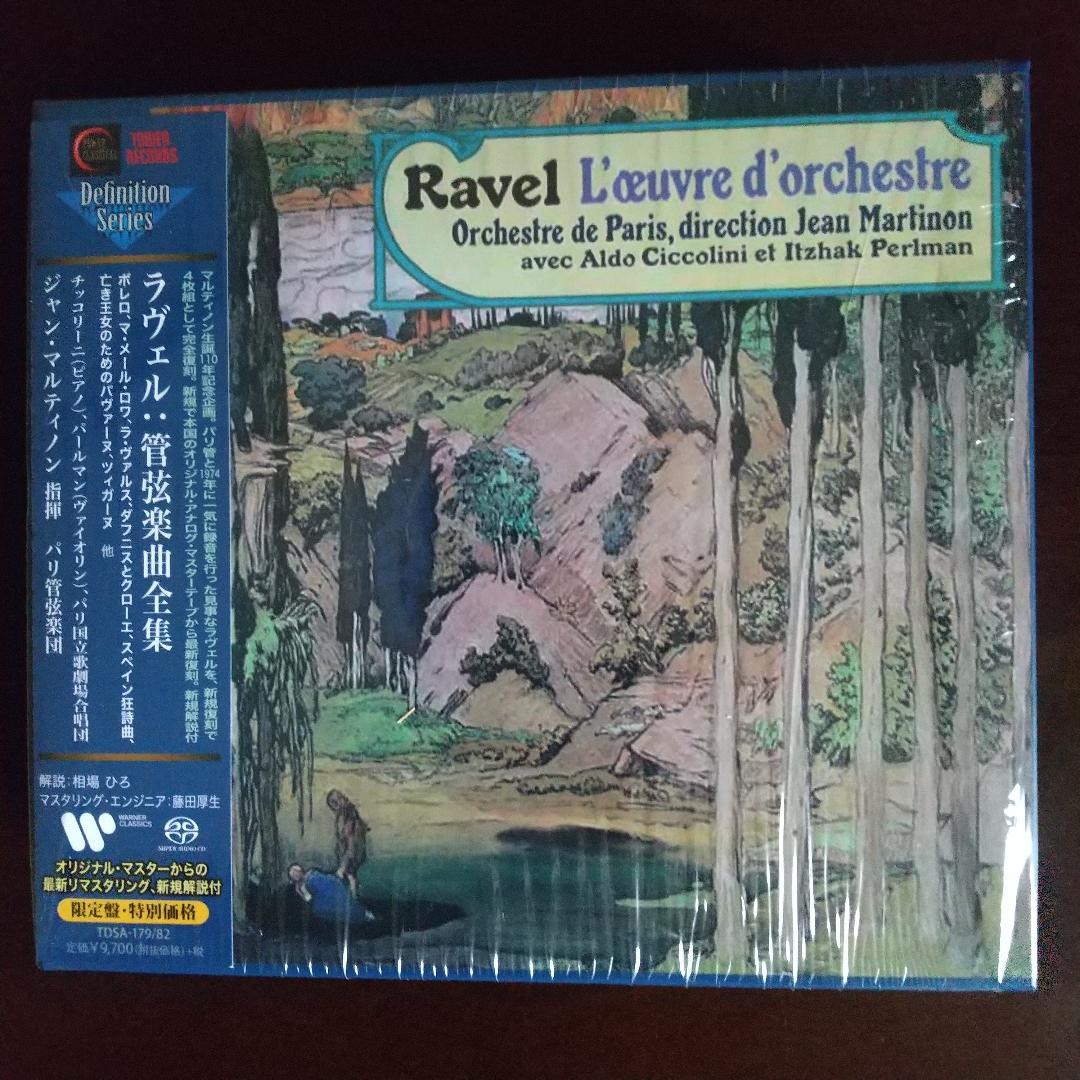 POWER CLASSICAL
TOWER
RECORDS
Definition
Series
マルティノン生誕110年記念企画。パリ管と1974年に一気に録音を行った見事なラヴェルを、新規復刻で
4枚組として完全復刻。新規で本国のオリジナル・アナログ・マスターテープから最新復刻。新規解説付
ラヴェル:管弦楽曲全集
ボレロ、マ・メール・ロワ、ラ・ヴァルス、ダフニスとクローエ、スペイン狂詩曲、
亡き王女のためのパヴァーヌ、ツィガーヌ 他
チッコリーニ(ピアノ)、パールマン(ヴァイオリン)、パリ国立歌劇場合唱団
ジャン・マルティノン 指揮 パリ管弦楽団
解説:相場 ひろ
マスタリング・エンジニア:藤田厚生
WARNER
CLASSICS
SUPER AUDIO CD
オリジナル・マスターからの
最新リマスタリング、新規解説付
限定盤・特別価格
TDSA-179/82
定価¥9,700(税抜価格)+税
Ravel L'œuvre d'orchestre
Orchestre de Paris, direction Jean Martinon
avec Aldo Ciccolini et Itzhak Perlman